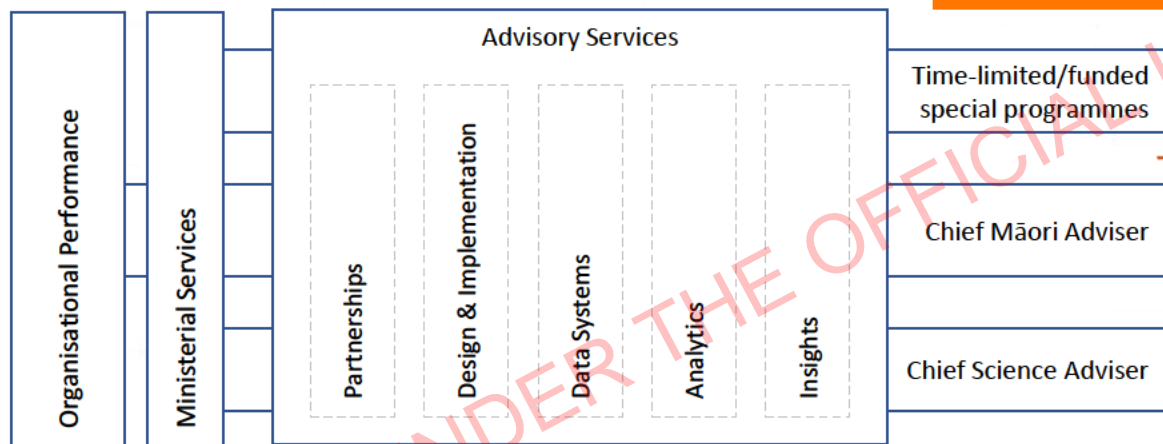 Advisory Services
Organisational Performance
Ministerial Services
Partnerships
Design & Implementation
Data Systems
Analytics
Insights
Time-limited/funded
special programmes
Chief Māori Adviser
Chief Science Adviser
UNDER THE OFFICIAL